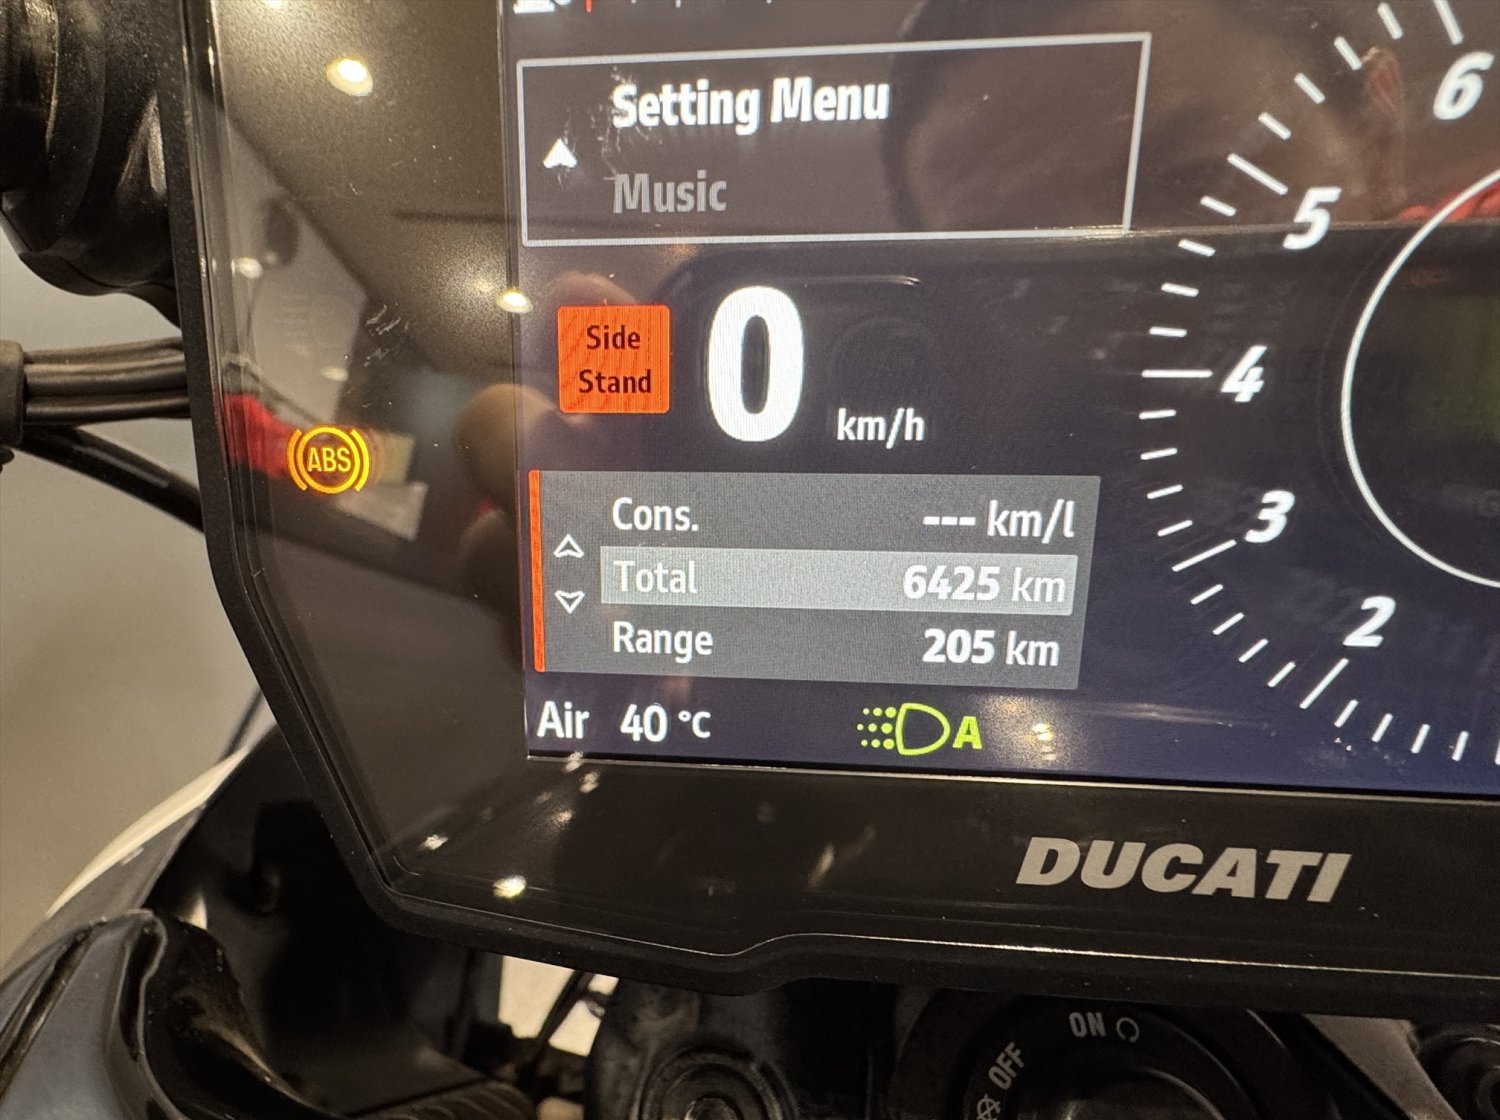 Setting Menu
Music
6
5
4
3
2
Side
Stand
0 km/h
ABS
Cons. --- km/l
Total 6425 km
Range 205 km
Air 40 °C
A
DUCATI
ON
OFF